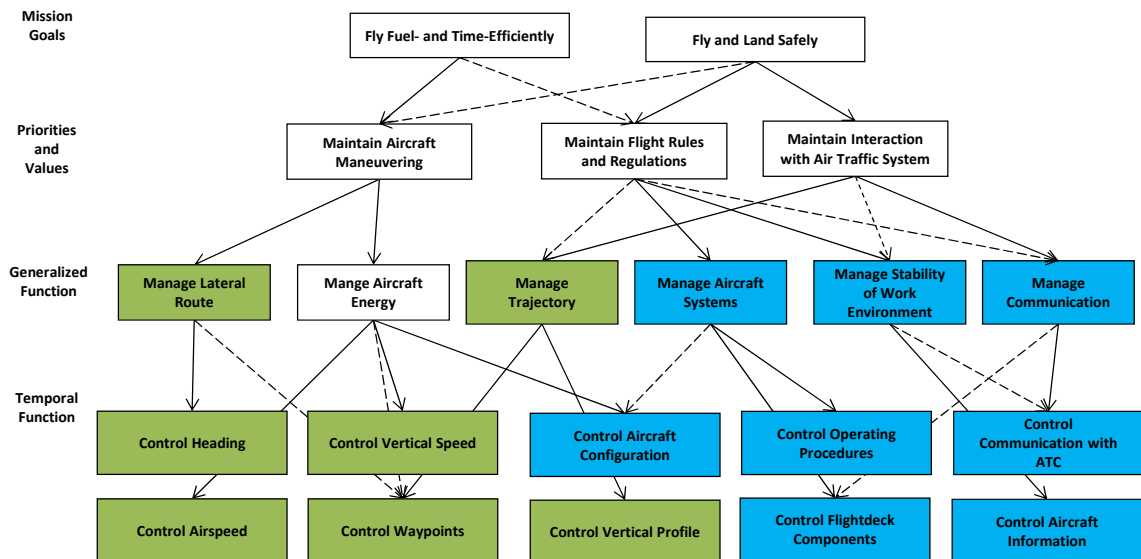 Mission
Goals
Fly Fuel- and Time-Efficiently
Fly and Land Safely
Priorities
and
Values
Maintain Aircraft
Maneuvering
Maintain Flight Rules
and Regulations
Maintain Interaction
with Air Traffic System
Generalized
Function
Manage Lateral
Route
Mange Aircraft
Energy
Manage
Trajectory
Manage Aircraft
Systems
Manage Stability
of Work
Environment
Manage
Communication
Temporal
Function
Control Heading
Control Vertical Speed
Control Aircraft
Configuration
Control Operating
Procedures
Control
Communication with
ATC
Control Airspeed
Control Waypoints
Control Vertical Profile
Control Flightdeck
Components
Control Aircraft
Information